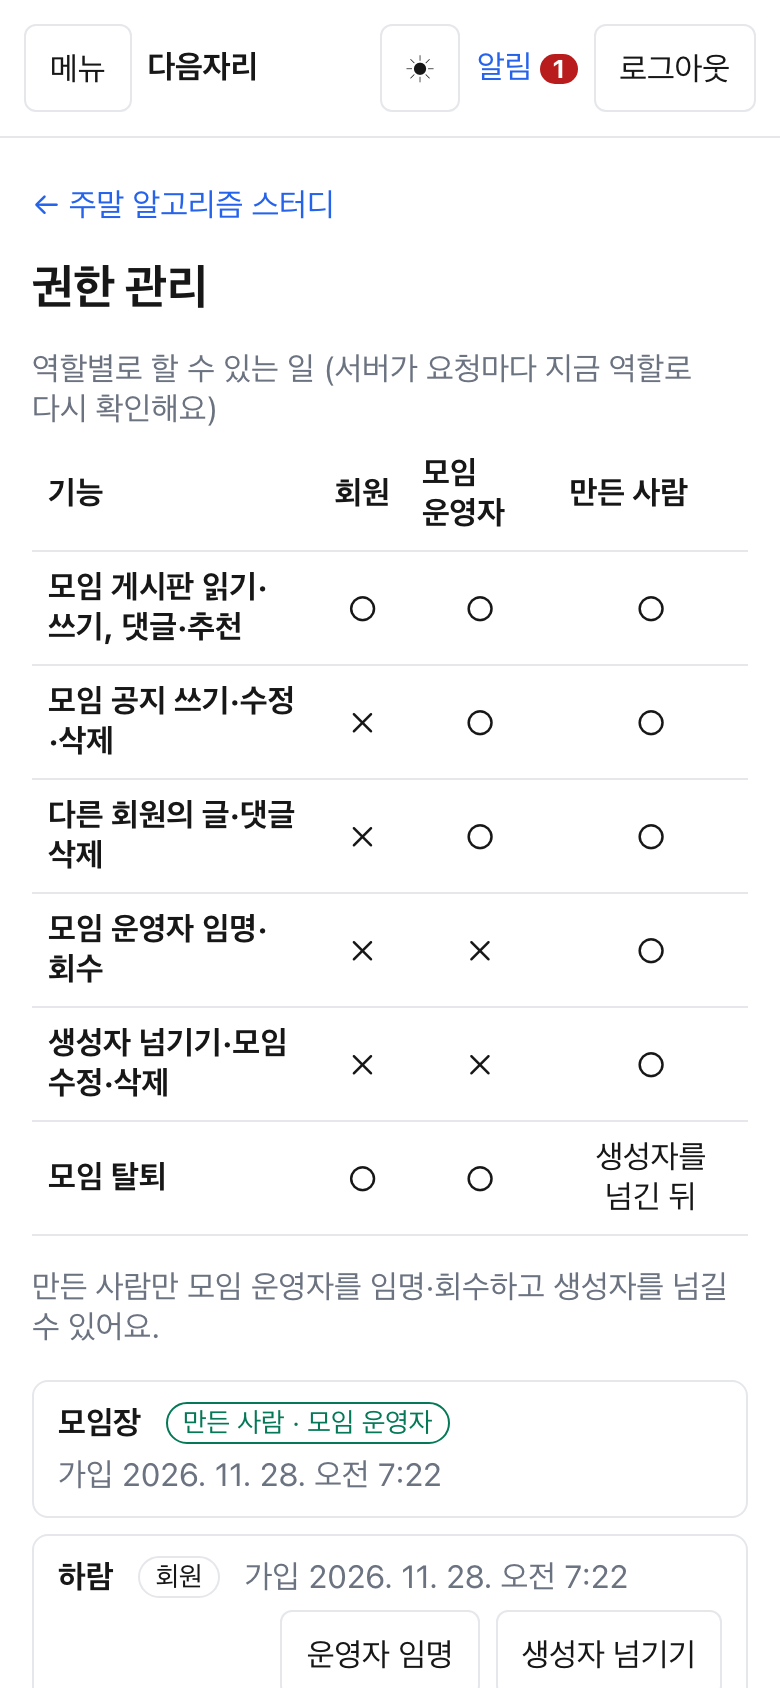 메뉴 다음자리 ☀ 알림 1 로그아웃
← 주말 알고리즘 스터디
권한 관리
역할별로 할 수 있는 일 (서버가 요청마다 지금 역할로
다시 확인해요)
기능 회원 모임 운영자 만든 사람
모임 게시판 읽기·
쓰기, 댓글·추천 ○ ○ ○
모임 공지 쓰기·수정
·삭제 × ○ ○
다른 회원의 글·댓글
삭제 × ○ ○
모임 운영자 임명·
회수 × × ○
생성자 넘기기·모임
수정·삭제 × × ○
모임 탈퇴 ○ ○ 생성자를
넘긴 뒤
만든 사람만 모임 운영자를 임명·회수하고 생성자를 넘길
수 있어요.
모임장 만든 사람 · 모임 운영자
가입 2026. 11. 28. 오전 7:22
하람 회원 가입 2026. 11. 28. 오전 7:22
운영자 임명 생성자 넘기기